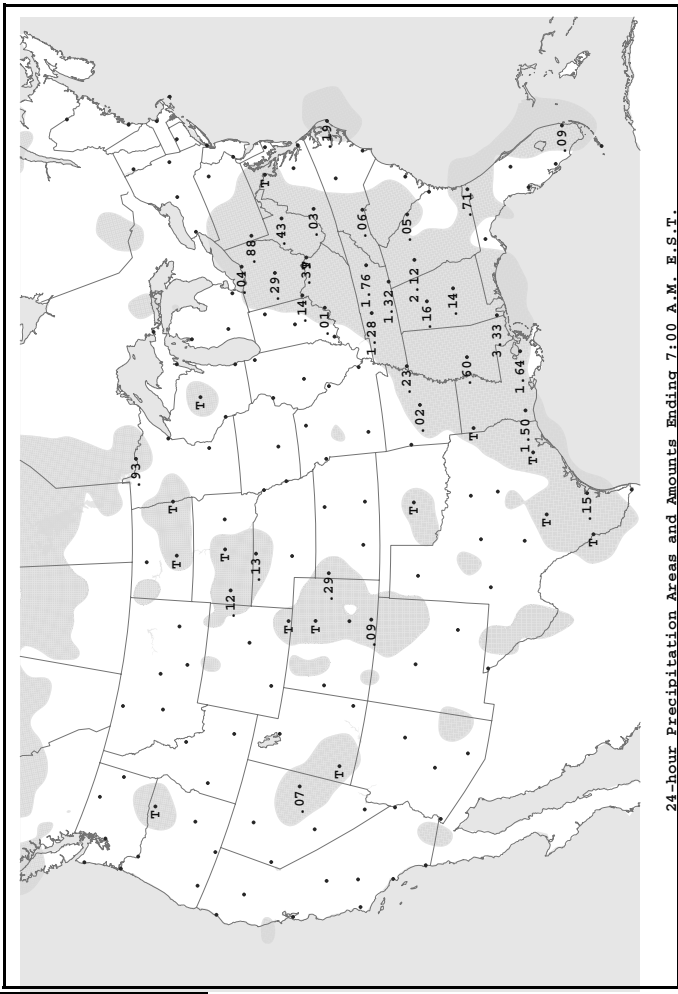 .93
T
T
T
T
T
.12
.04
.88
.13
T
.29
.43
T
.07
.14
.03
T
.01
.19
.29
T
.06
1.76
.09
1.28
1.32
.23
.05
T
2.12
.02
.16
.14
.60
.71
T
3.33
1.64
1.50
T
T
.09
.15
T
24-hour Precipitation Areas and Amounts Ending 7:00 A.M. E.S.T.